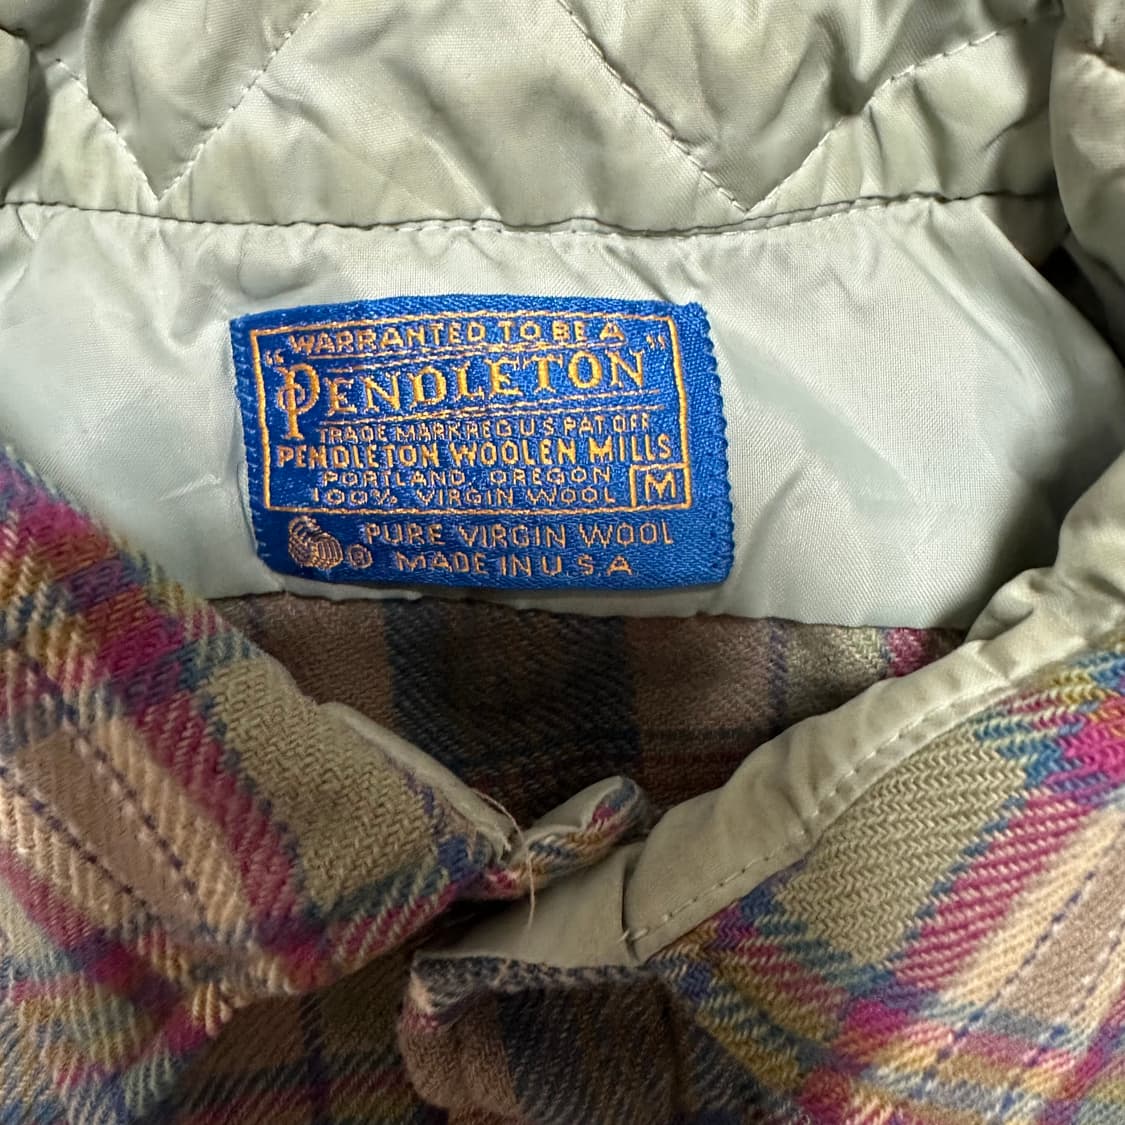 WARRANTED TO BE A
"PENDLETON"
TRADE MARK REG U S PAT OFF
PENDLETON WOOLEN MILLS
PORTLAND, OREGON
100% VIRGIN WOOL M
® PURE VIRGIN WOOL
MADE IN U.S.A